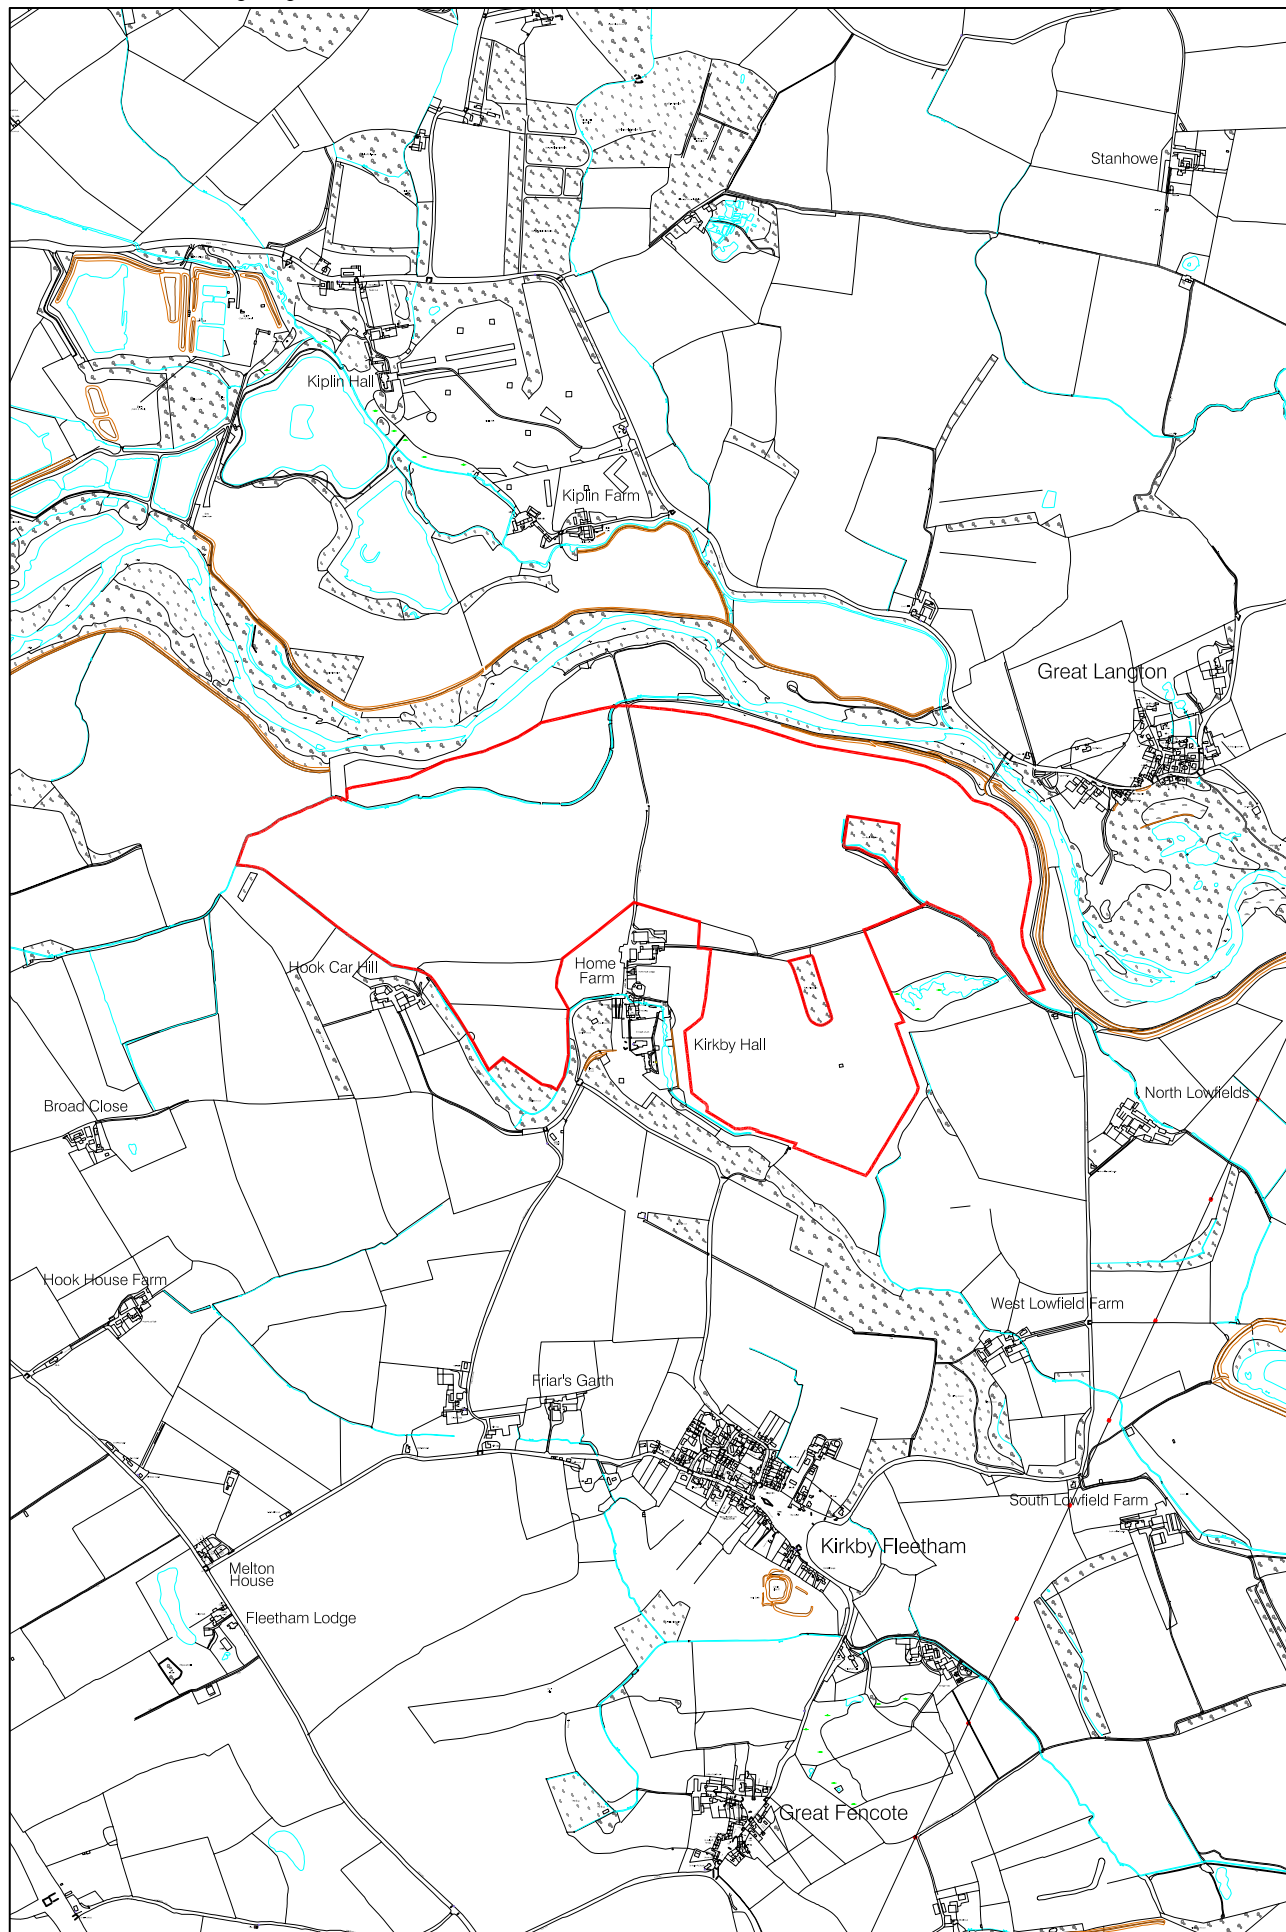 Stanhowe
Kiplin Hall
Kiplin Farm
Great Langton
Hook Car Hill
Home
Farm
Kirkby Hall
North Lowfields
Broad Close
Hook House Farm
West Lowfield Farm
Friar's Garth
South Lowfield Farm
Kirkby Fleetham
Melton
House
Fleetham Lodge
Great Fencote